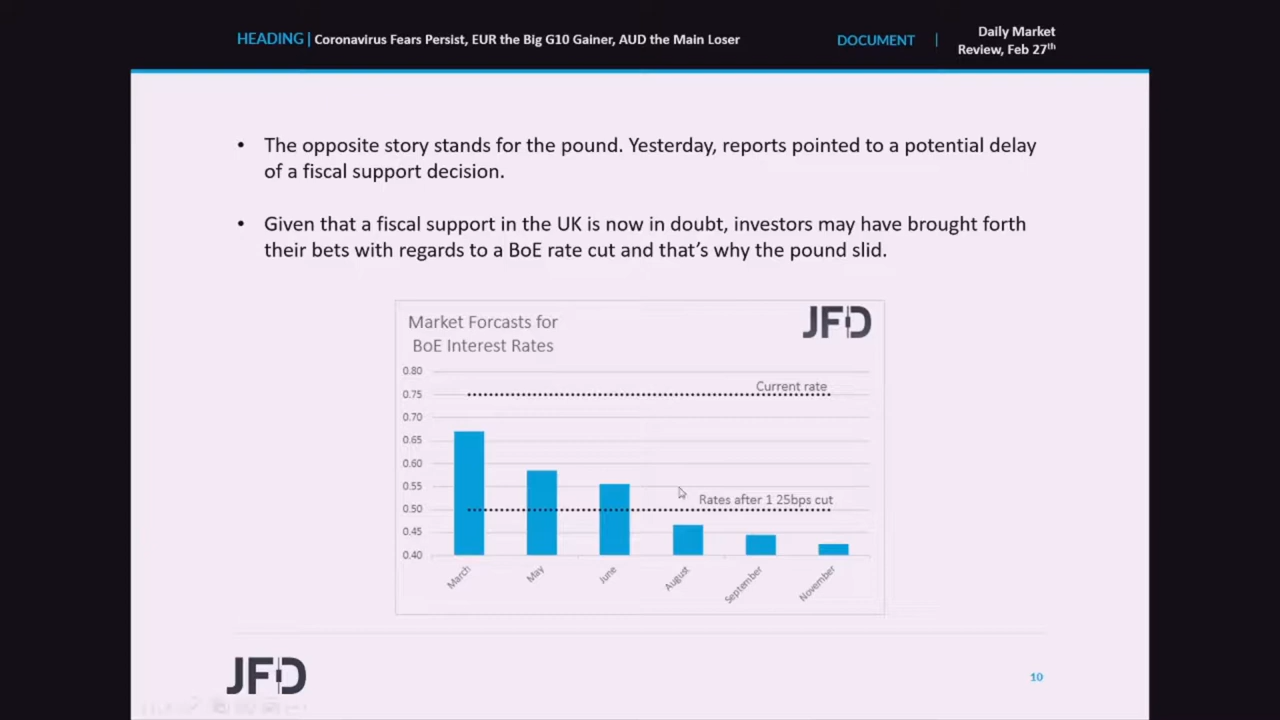 HEADING | Coronavirus Fears Persist, EUR the Big G10 Gainer, AUD the Main Loser
DOCUMENT |
Daily Market
Review, Feb 27th
• The opposite story stands for the pound. Yesterday, reports pointed to a potential delay
of a fiscal support decision.
• Given that a fiscal support in the UK is now in doubt, investors may have brought forth
their bets with regards to a BoE rate cut and that's why the pound slid.
Market Forcasts for
BoE Interest Rates
JFD
0.80
Current rate
0.75
0.70
0.65
0.60
0.55
Rates after 1 25bps cut
0.50
0.45
0.40
March
May
June
August
September
November
JFD
10